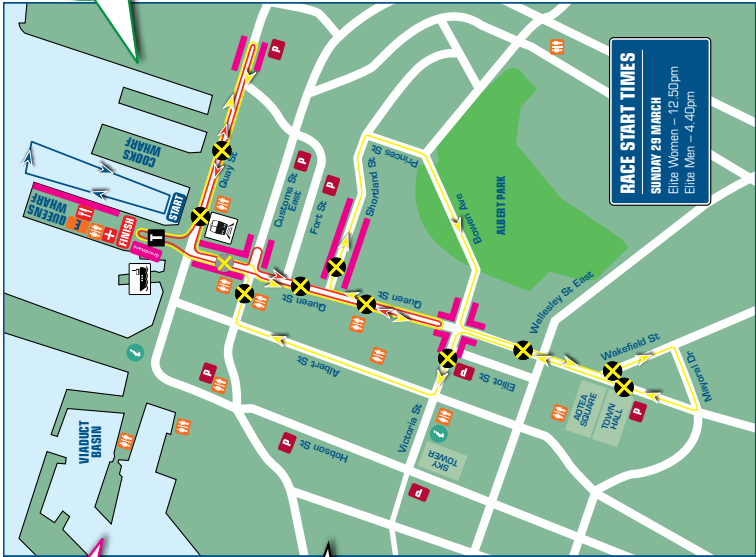 RACE START TIMES
SUNDAY 29 MARCH
Elite Women – 12.50pm
Elite Men – 4.40pm
COOKS
WHARF
QUEENS
WHARF
START
FINISH
T
E
Grandstand
Quay St
Customs St
East
Fort St
Shortland St
Princes St
Bowen Ave
ALBERT PARK
Queen St
Queen St
Albert St
Victoria St
Elliot St
Wellesley St East
Wakefield St
Mayoral Dr
AOTEA
SQUARE
TOWN
HALL
SKY
TOWER
Hobson St
VIADUCT
BASIN
P
P
P
P
P
P
P
P
i
i